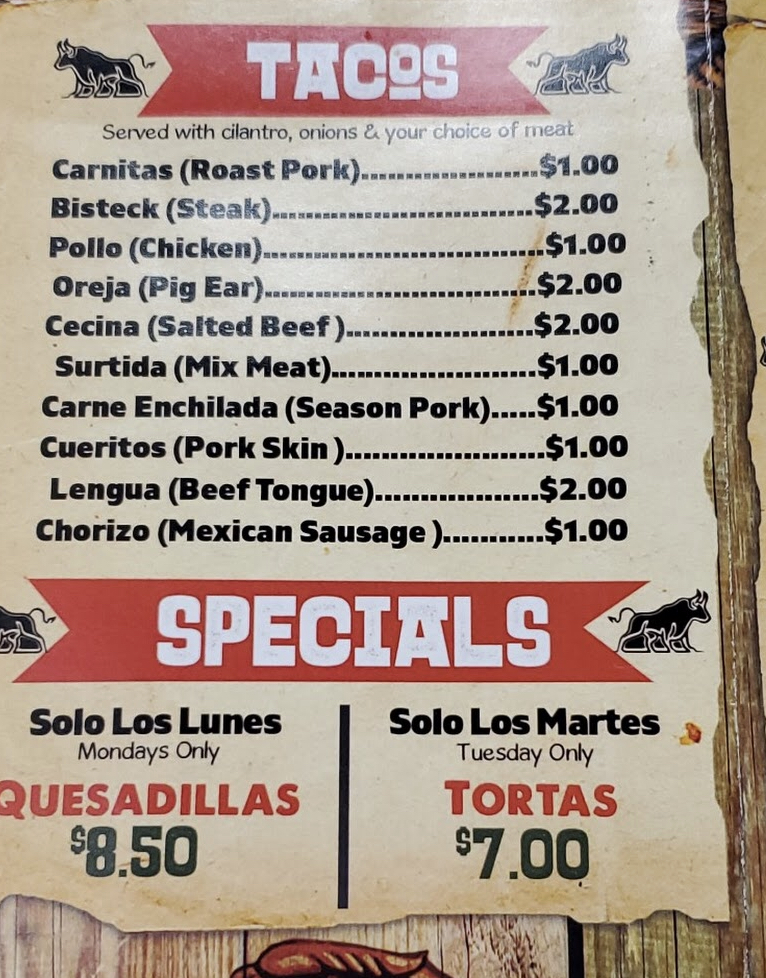 TACOS
Served with cilantro, onions & your choice of meat
Carnitas (Roast Pork)....................$1.00
Bisteck (Steak)..............................$2.00
Pollo (Chicken)................................$1.00
Oreja (Pig Ear)...............................$2.00
Cecina (Salted Beef )......................$2.00
Surtida (Mix Meat).......................$1.00
Carne Enchilada (Season Pork).....$1.00
Cueritos (Pork Skin ).......................$1.00
Lengua (Beef Tongue)..................$2.00
Chorizo (Mexican Sausage )...........$1.00
SPECIALS
Solo Los Lunes
Mondays Only
QUESADILLAS
$8.50
Solo Los Martes
Tuesday Only
TORTAS
$7.00